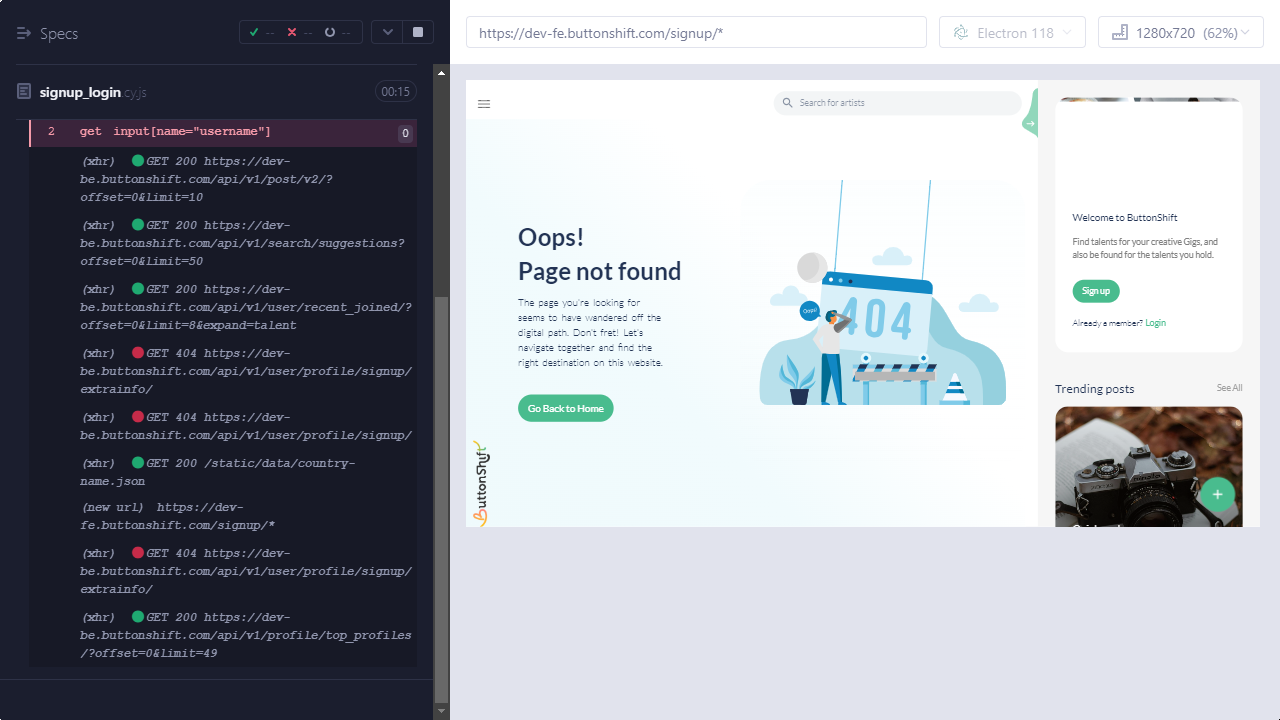 Specs
-- -- --
signup_login.cy.js
00:15
2 get input[name="username"] 0
(xhr) GET 200 https://dev-
be.buttonshift.com/api/v1/post/v2/?
offset=0&limit=10
(xhr) GET 200 https://dev-
be.buttonshift.com/api/v1/search/suggestions?
offset=0&limit=50
(xhr) GET 200 https://dev-
be.buttonshift.com/api/v1/user/recent_joined/?
offset=0&limit=8&expand=talent
(xhr) GET 404 https://dev-
be.buttonshift.com/api/v1/user/profile/signup/
extrainfo/
(xhr) GET 404 https://dev-
be.buttonshift.com/api/v1/user/profile/signup/
(xhr) GET 200 /static/data/country-
name.json
(new url) https://dev-
fe.buttonshift.com/signup/*
(xhr) GET 404 https://dev-
be.buttonshift.com/api/v1/user/profile/signup/
extrainfo/
(xhr) GET 200 https://dev-
be.buttonshift.com/api/v1/profile/top_profiles
/?offset=0&limit=49
https://dev-fe.buttonshift.com/signup/*
Electron 118
1280x720 (62%)
Search for artists
Oops!
Page not found
The page you're looking for
seems to have wandered off the
digital path. Don't fret! Let's
navigate together and find the
right destination on this website.
Go Back to Home
ButtonShift
Oops!
404
Welcome to ButtonShift
Find talents for your creative Gigs, and
also be found for the talents you hold.
Sign up
Already a member? Login
Trending posts
See All